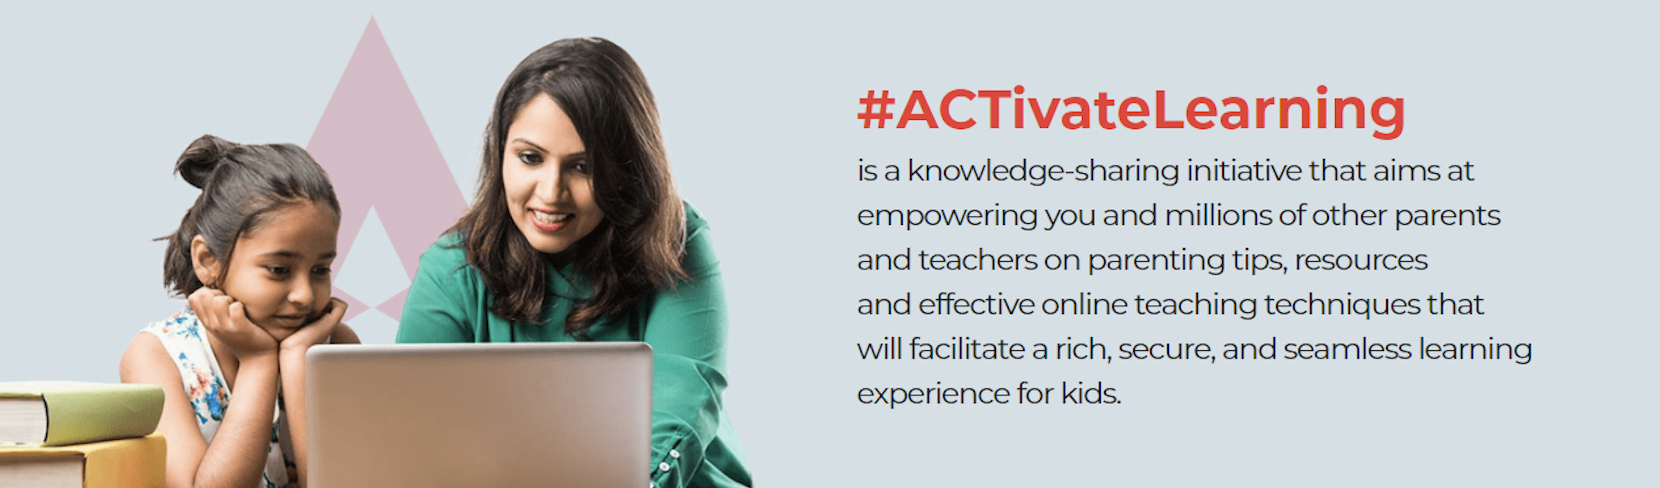 #ACTivateLearning
is a knowledge-sharing initiative that aims at
empowering you and millions of other parents
and teachers on parenting tips, resources
and effective online teaching techniques that
will facilitate a rich, secure, and seamless learning
experience for kids.